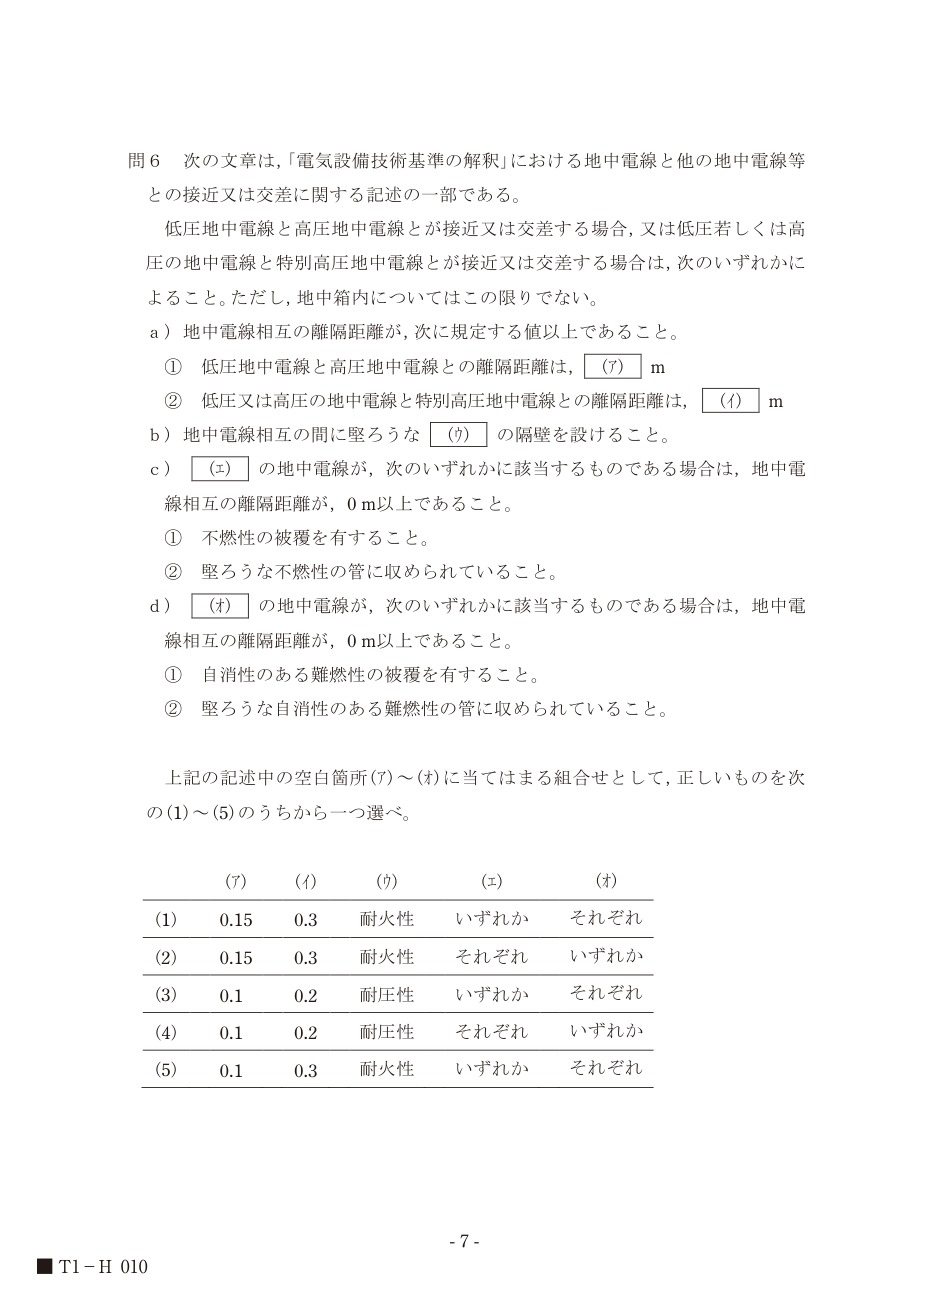 問６　次の文章は，「電気設備技術基準の解釈」における地中電線と他の地中電線等
との接近又は交差に関する記述の一部である。
低圧地中電線と高圧地中電線とが接近又は交差する場合，又は低圧若しくは高
圧の地中電線と特別高圧地中電線とが接近又は交差する場合は，次のいずれかに
よること。ただし，地中箱内についてはこの限りでない。
ａ）地中電線相互の離隔距離が，次に規定する値以上であること。
①　低圧地中電線と高圧地中電線との離隔距離は，(ｱ) m
②　低圧又は高圧の地中電線と特別高圧地中電線との離隔距離は，(ｲ) m
ｂ）地中電線相互の間に堅ろうな (ｳ) の隔壁を設けること。
ｃ）(ｴ) の地中電線が，次のいずれかに該当するものである場合は，地中電
線相互の離隔距離が，0 m以上であること。
①　不燃性の被覆を有すること。
②　堅ろうな不燃性の管に収められていること。
ｄ）(ｵ) の地中電線が，次のいずれかに該当するものである場合は，地中電
線相互の離隔距離が，0 m以上であること。
①　自消性のある難燃性の被覆を有すること。
②　堅ろうな自消性のある難燃性の管に収められていること。
上記の記述中の空白箇所(ｱ)～(ｵ)に当てはまる組合せとして，正しいものを次
の(1)～(5)のうちから一つ選べ。
(ｱ)　(ｲ)　(ｳ)　(ｴ)　(ｵ)
(1)　0.15　0.3　耐火性　いずれか　それぞれ
(2)　0.15　0.3　耐火性　それぞれ　いずれか
(3)　0.1　0.2　耐圧性　いずれか　それぞれ
(4)　0.1　0.2　耐圧性　それぞれ　いずれか
(5)　0.1　0.3　耐火性　いずれか　それぞれ
- 7 -
■ T1－H 010